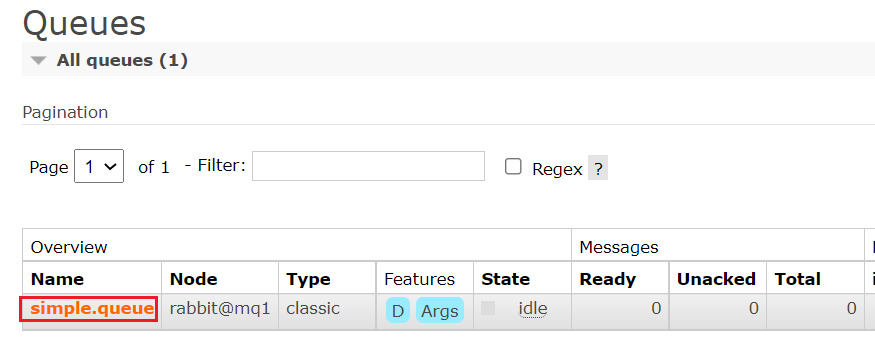 Queues
All queues (1)
Pagination
Page 1 of 1 - Filter: Regex ?
Overview Messages
Name Node Type Features State Ready Unacked Total
simple.queue rabbit@mq1 classic D Args idle 0 0 0